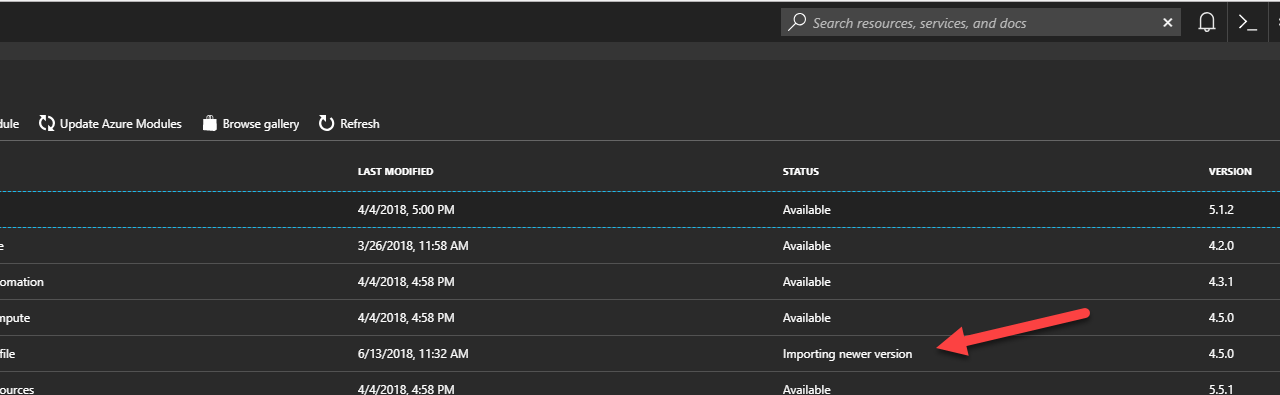 Search resources, services, and docs
dule Update Azure Modules Browse gallery Refresh
LAST MODIFIED STATUS VERSION
4/4/2018, 5:00 PM Available 5.1.2
e 3/26/2018, 11:58 AM Available 4.2.0
omation 4/4/2018, 4:58 PM Available 4.3.1
mpute 4/4/2018, 4:58 PM Available 4.5.0
file 6/13/2018, 11:32 AM Importing newer version 4.5.0
ources 4/4/2018, 4:58 PM Available 5.5.1